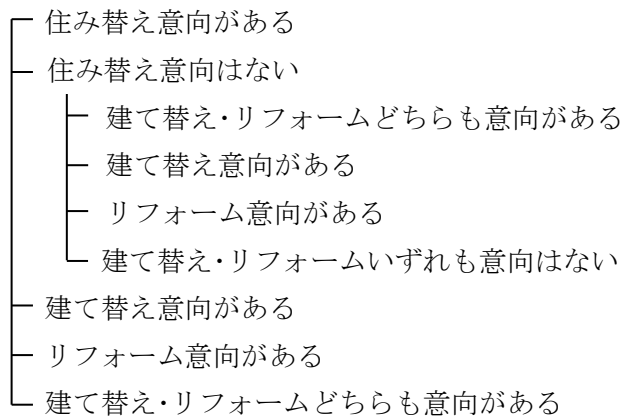 住み替え意向がある
住み替え意向はない
建て替え・リフォームどちらも意向がある
建て替え意向がある
リフォーム意向がある
建て替え・リフォームいずれも意向はない
建て替え意向がある
リフォーム意向がある
建て替え・リフォームどちらも意向がある